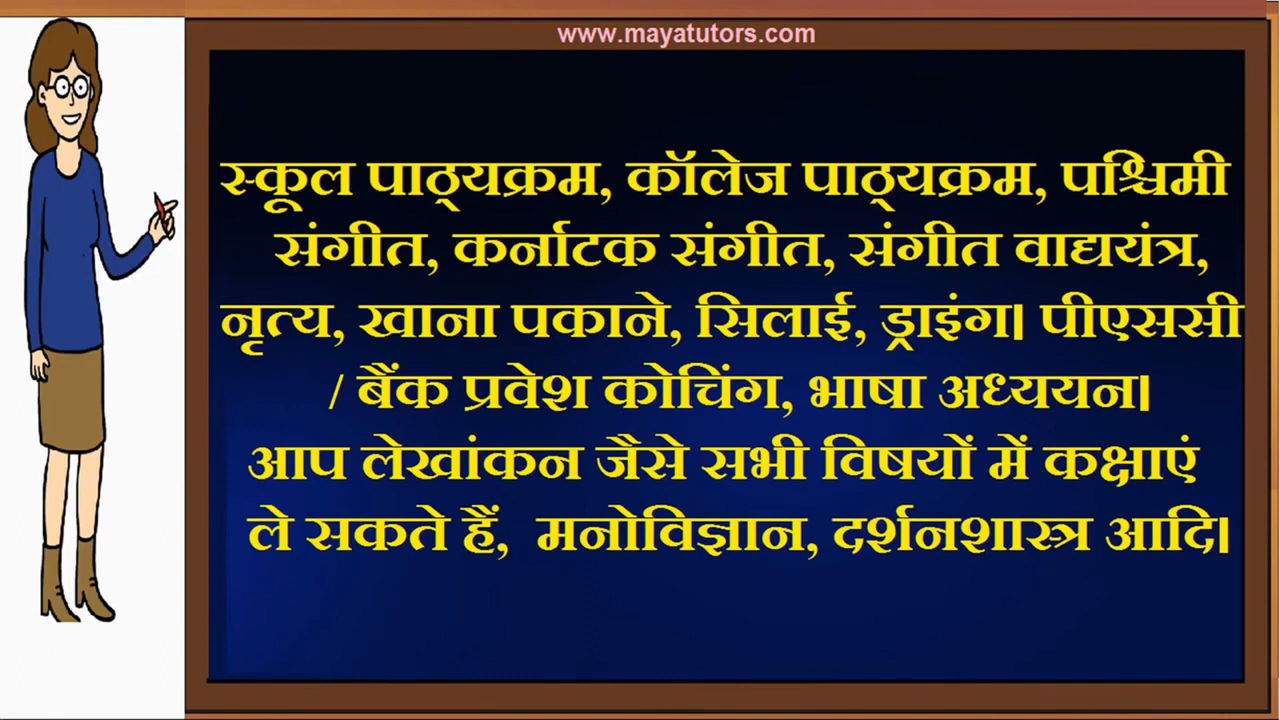 www.mayatutors.com
स्कूल पाठ्यक्रम, कॉलेज पाठ्यक्रम, पश्चिमी
संगीत, कर्नाटक संगीत, संगीत वाद्ययंत्र,
नृत्य, खाना पकाने, सिलाई, ड्राइंग। पीएससी
/ बैंक प्रवेश कोचिंग, भाषा अध्ययन।
आप लेखांकन जैसे सभी विषयों में कक्षाएं
ले सकते हैं, मनोविज्ञान, दर्शनशास्त्र आदि।